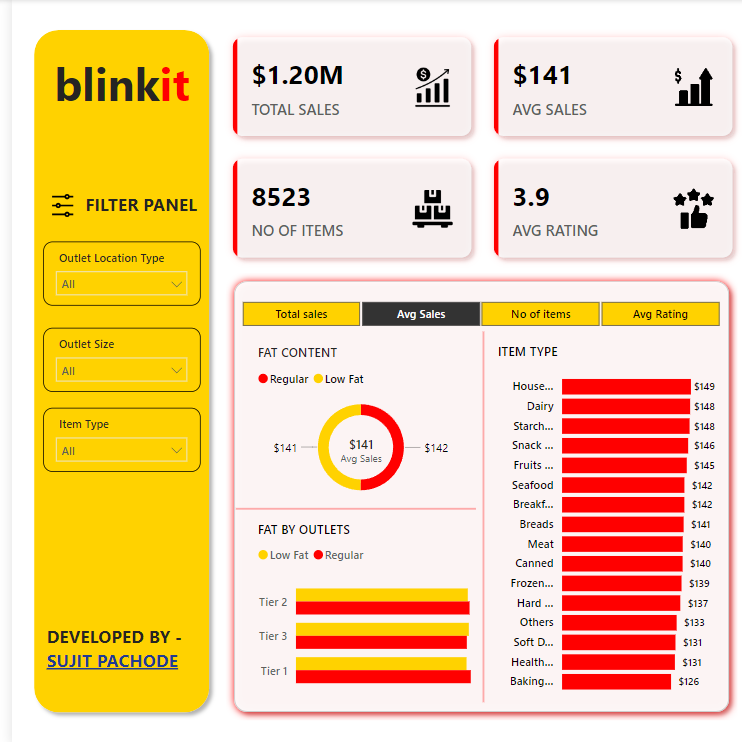 blinkit
FILTER PANEL
Outlet Location Type
All
Outlet Size
All
Item Type
All
DEVELOPED BY -
SUJIT PACHODE
$1.20M
TOTAL SALES
$
$141
AVG SALES
$
8523
NO OF ITEMS
3.9
AVG RATING
Total sales
Avg Sales
No of items
Avg Rating
FAT CONTENT
Regular Low Fat
$141
$141
Avg Sales
$142
FAT BY OUTLETS
Low Fat Regular
Tier 2
Tier 3
Tier 1
ITEM TYPE
House... $149
Dairy $148
Starch... $148
Snack ... $146
Fruits ... $145
Seafood $142
Breakf... $142
Breads $141
Meat $140
Canned $140
Frozen... $139
Hard ... $137
Others $133
Soft D... $131
Health... $131
Baking... $126